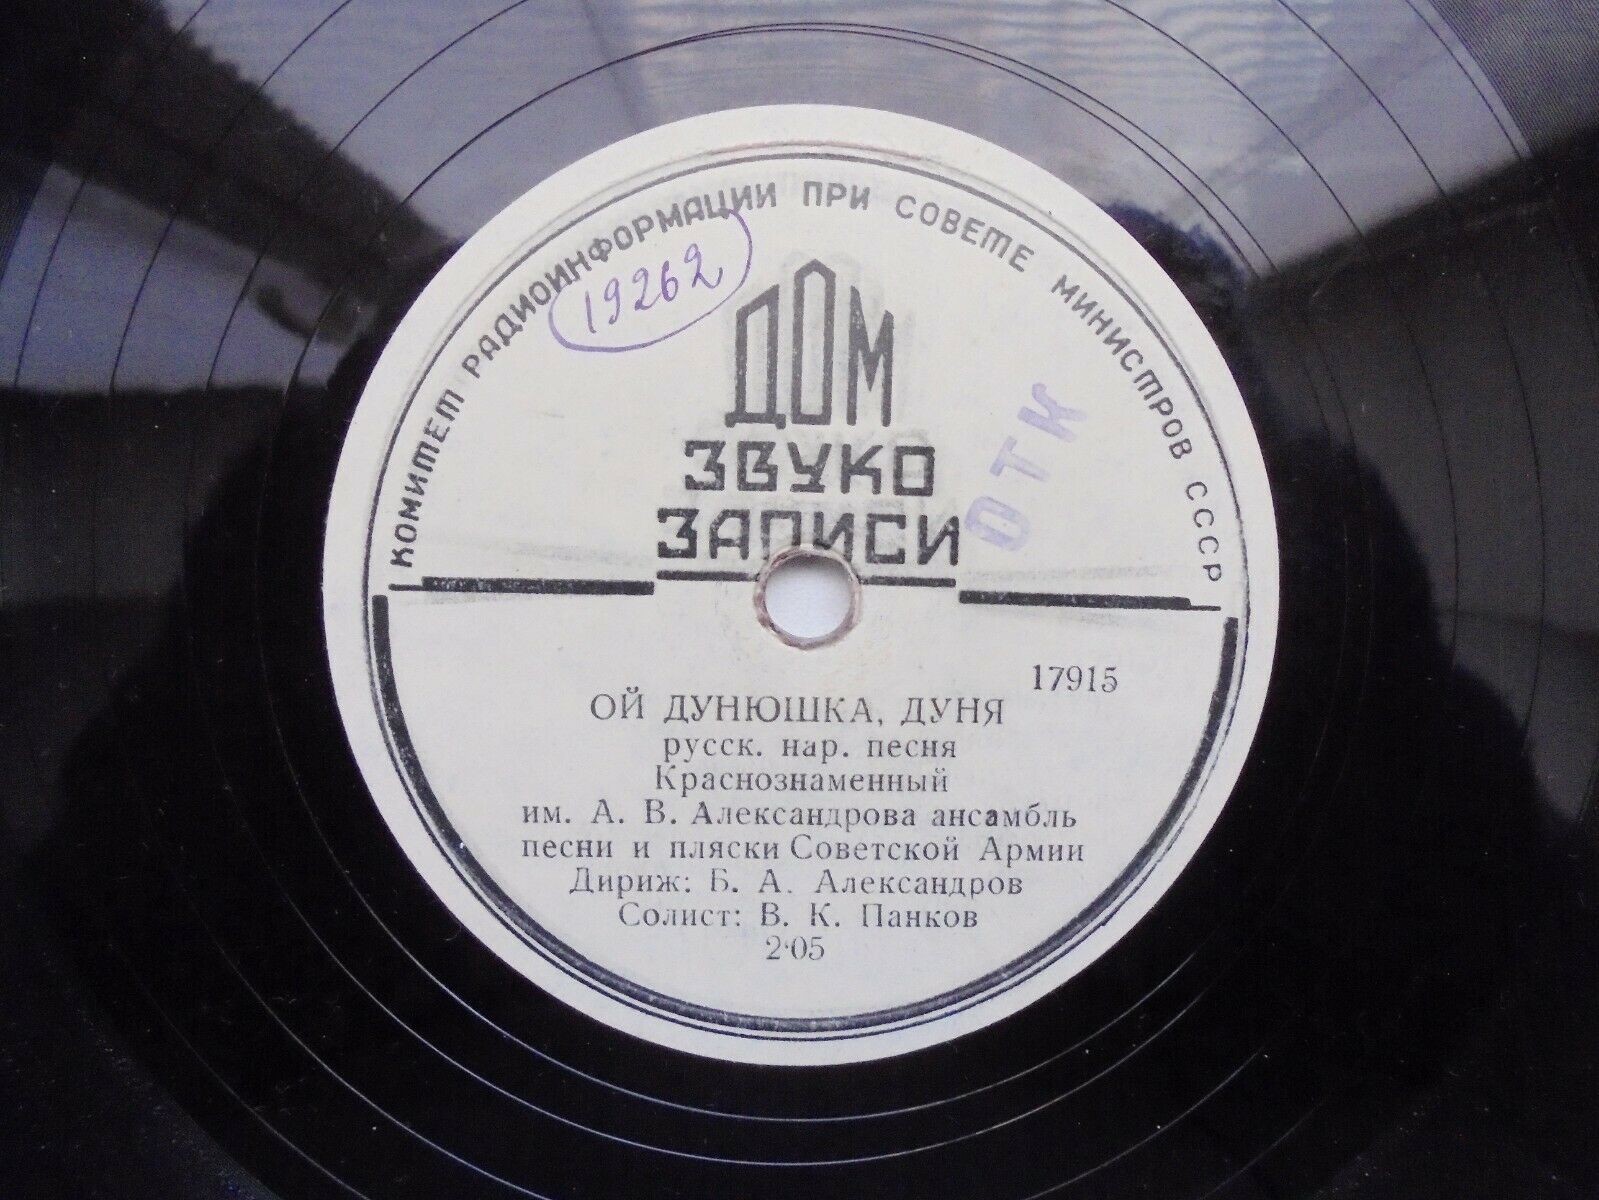 КОМИТЕТ РАДИОИНФОРМАЦИИ ПРИ СОВЕТЕ МИНИСТРОВ СССР
19262
ДОМ
ЗВУКО
ЗАПИСИ
ОТК
17915
ОЙ ДУНЮШКА, ДУНЯ
русск. нар. песня
Краснознаменный
им. А. В. Александрова ансамбль
песни и пляски Советской Армии
Дириж: Б. А. Александров
Солист: В. К. Панков
2·05